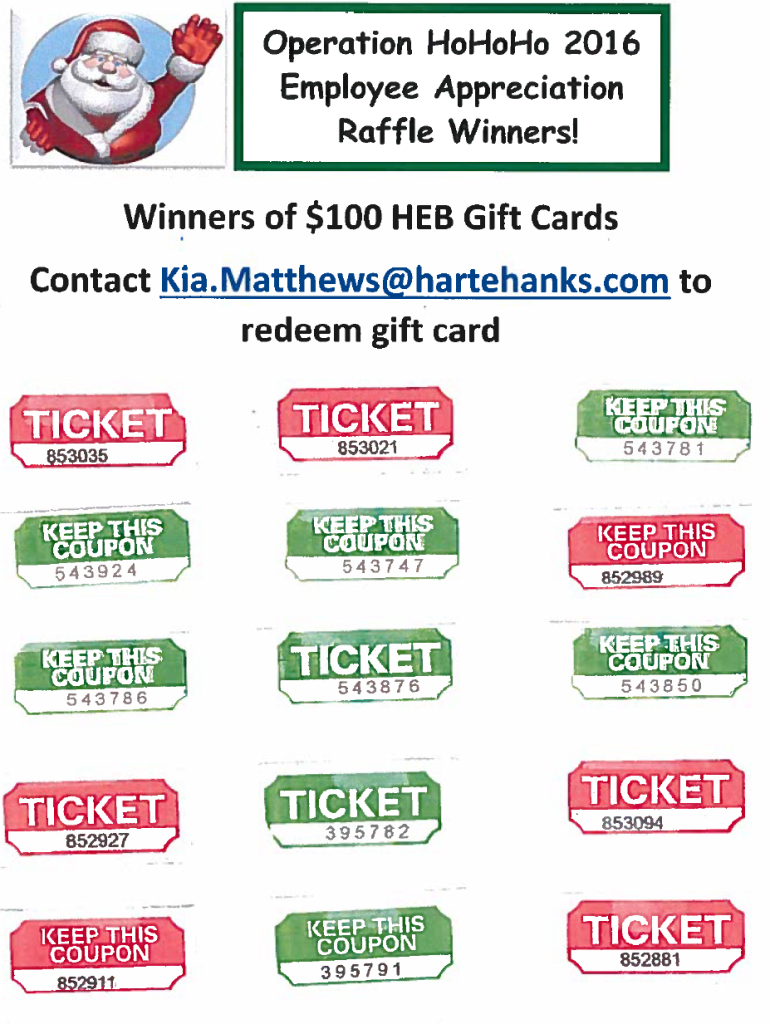 Operation HoHoHo 2016
Employee Appreciation
Raffle Winners!
Winners of $100 HEB Gift Cards
Contact Kia.Matthews@hartehanks.com to
redeem gift card
TICKET
853035
TICKET
853021
KEEP THIS
COUPON
543781
KEEP THIS
COUPON
543924
KEEP THIS
COUPON
543747
KEEP THIS
COUPON
852989
KEEP THIS
COUPON
543786
TICKET
543876
KEEP THIS
COUPON
543850
TICKET
852927
TICKET
395782
TICKET
853094
KEEP THIS
COUPON
852911
KEEP THIS
COUPON
395791
TICKET
852881